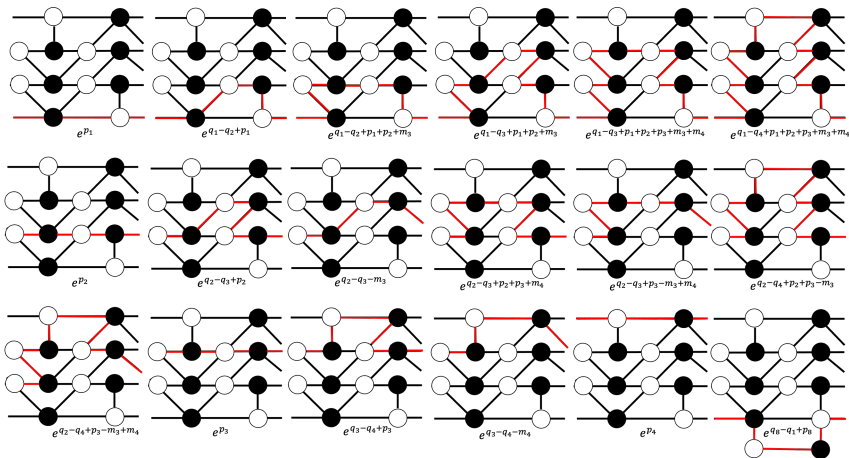 e^{p_1} e^{q_1-q_2+p_1} e^{q_1-q_2+p_1+p_2+m_3} e^{q_1-q_3+p_1+p_2+m_3} e^{q_1-q_3+p_1+p_2+p_3+m_3+m_4} e^{q_1-q_4+p_1+p_2+p_3+m_3+m_4}
e^{p_2} e^{q_2-q_3+p_2} e^{q_2-q_3-m_3} e^{q_2-q_3+p_2+p_3+m_4} e^{q_2-q_3+p_3-m_3+m_4} e^{q_2-q_4+p_2+p_3-m_3}
e^{q_2-q_4+p_3-m_3+m_4} e^{p_3} e^{q_3-q_4+p_3} e^{q_3-q_4-m_4} e^{p_4} e^{q_8-q_1+p_8}